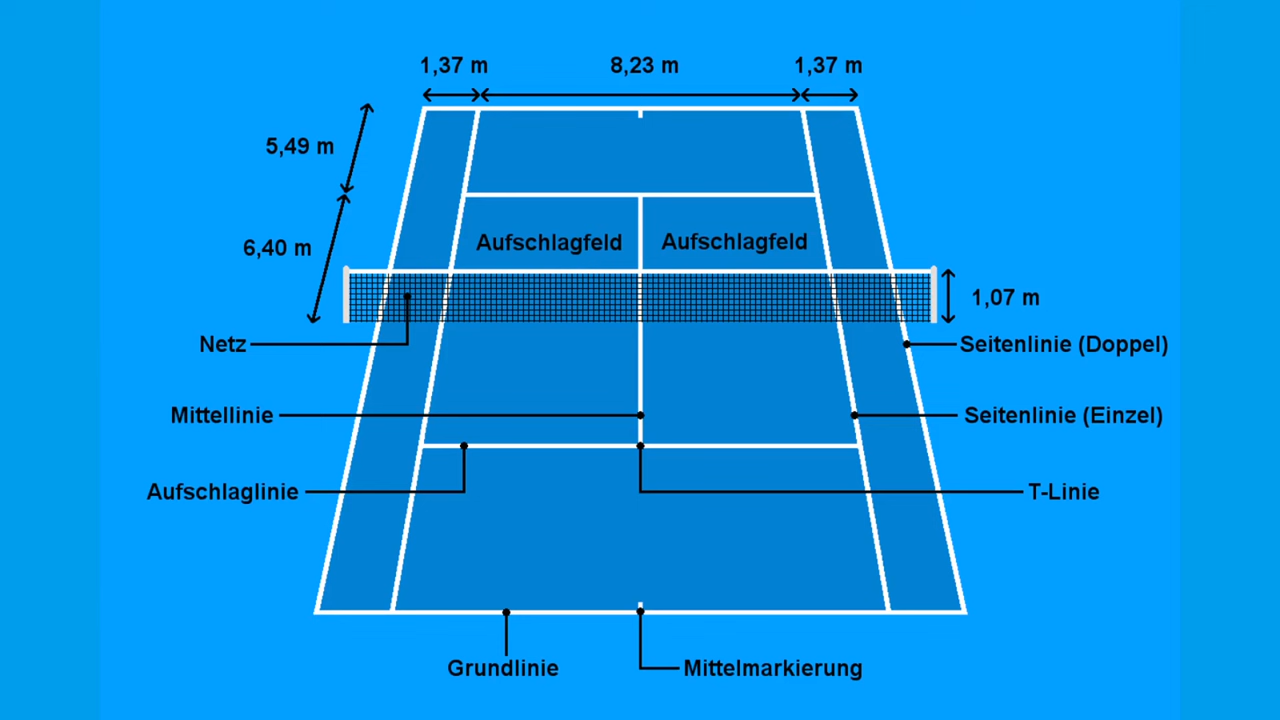 1,37 m
8,23 m
1,37 m
5,49 m
Aufschlagfeld
Aufschlagfeld
6,40 m
1,07 m
Netz
Seitenlinie (Doppel)
Mittellinie
Seitenlinie (Einzel)
Aufschlaglinie
T-Linie
Grundlinie
Mittelmarkierung